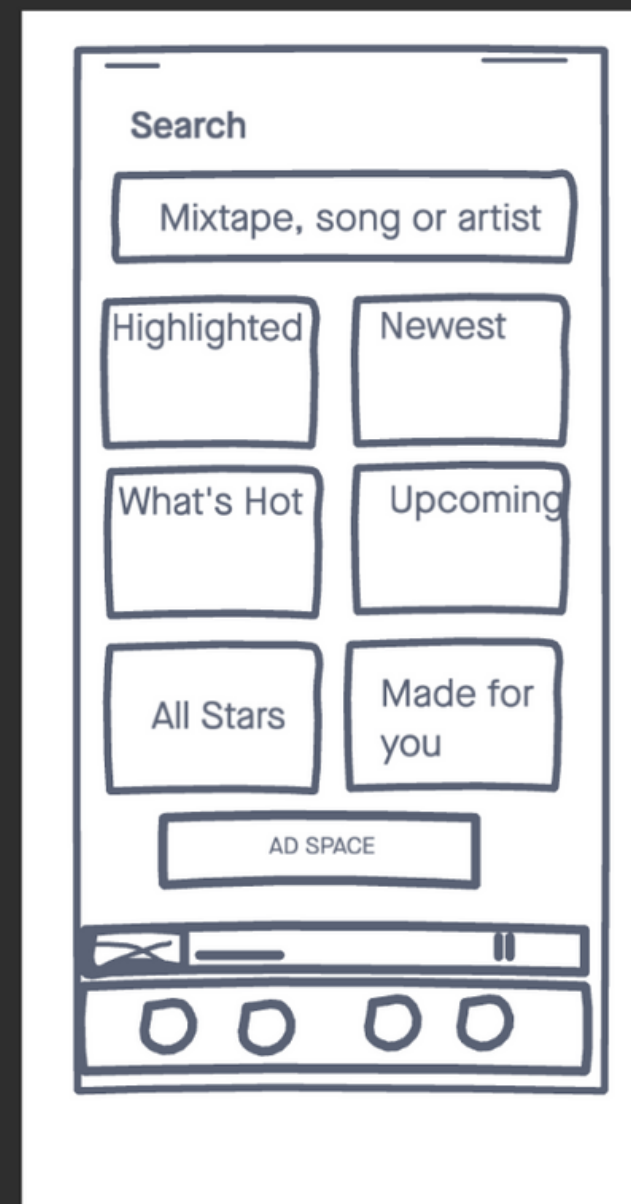 Search
Mixtape, song or artist
Highlighted
Newest
What's Hot
Upcoming
All Stars
Made for
you
AD SPACE